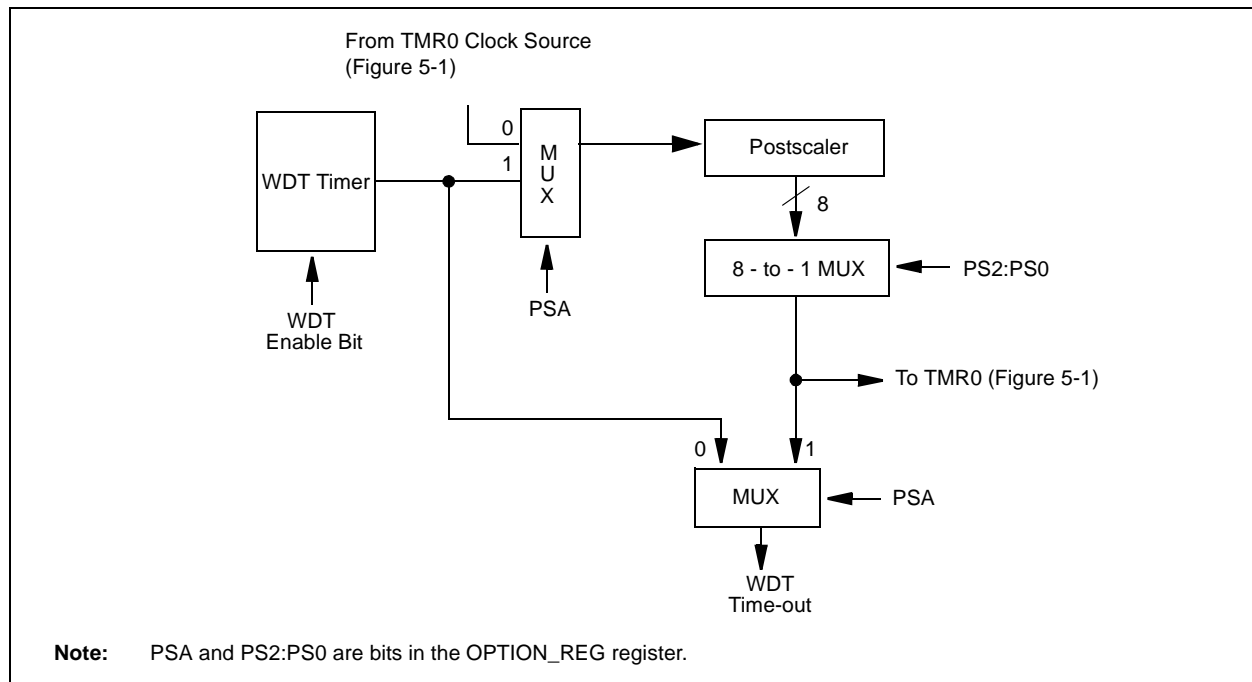 From TMR0 Clock Source
(Figure 5-1)
0
1
M
U
X
WDT Timer
Postscaler
8
8 - to - 1 MUX
PS2:PS0
PSA
WDT
Enable Bit
To TMR0 (Figure 5-1)
0
1
MUX
PSA
WDT
Time-out
Note: PSA and PS2:PS0 are bits in the OPTION_REG register.